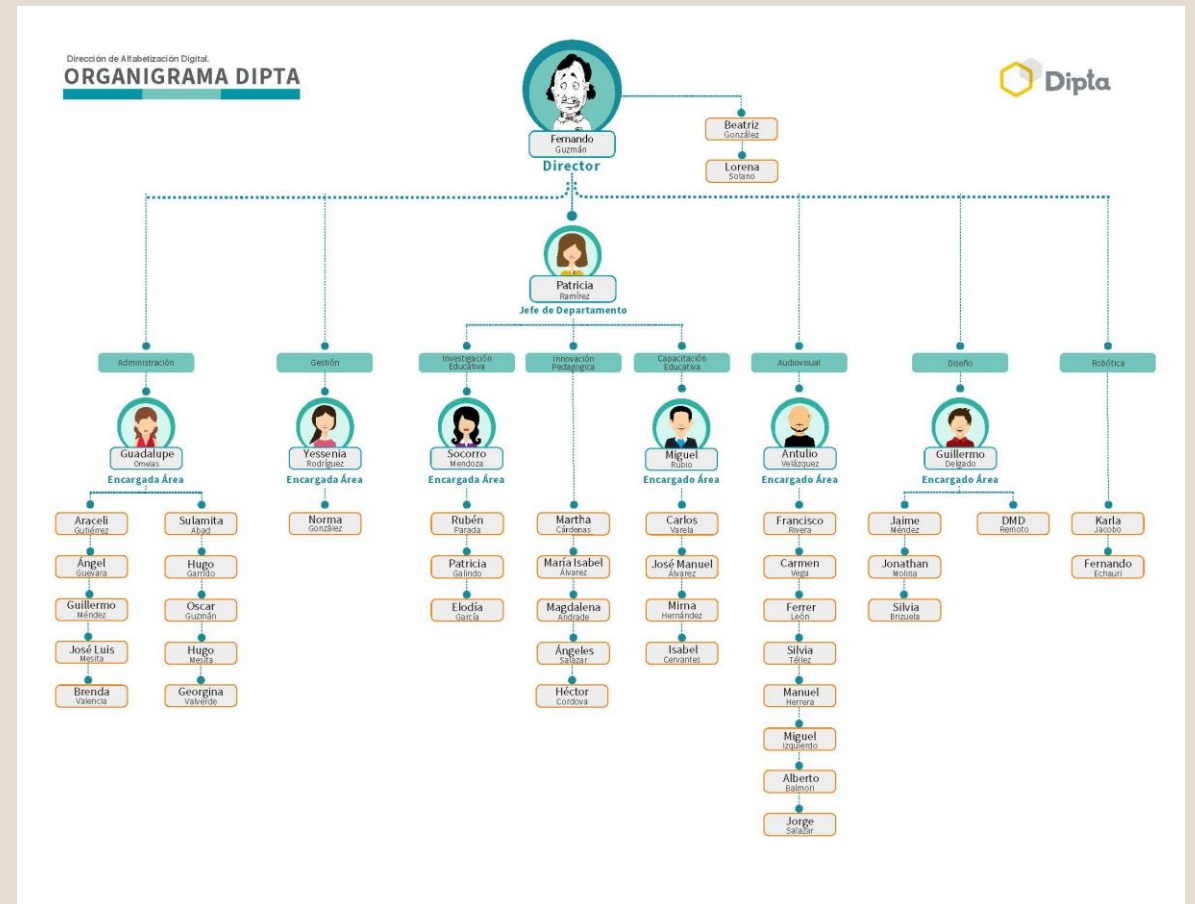 Dirección de Alfabetización Digital.
ORGANIGRAMA DIPTA
Dipta
Fernando
Guzmán
Director
Beatriz
González
Lorena
Solano
Patricia
Ramírez
Jefe de Departamento
Administración
Gestión
Investigación
Educativa
Innovación
Pedagogica
Capacitación
Educativa
Audiovisual
Diseño
Robótica
Guadalupe
Ornelas
Encargada Área
Yessenia
Rodríguez
Encargada Área
Socorro
Mendoza
Encargada Área
Miguel
Rubio
Encargado Área
Antulio
Velázquez
Encargado Área
Guillermo
Delgado
Encargado Área
Araceli
Gutiérrez
Ángel
Guevara
Guillermo
Méndez
José Luis
Mesita
Brenda
Valencia
Sulamita
Abad
Hugo
Garrido
Oscar
Guzmán
Hugo
Mesita
Georgina
Valverde
Norma
González
Rubén
Parada
Patricia
Galindo
Elodía
García
Martha
Cárdenas
María Isabel
Álvarez
Magdalena
Andrade
Ángeles
Salazar
Héctor
Cordova
Carlos
Varela
José Manuel
Álvarez
Mirna
Hernández
Isabel
Cervantes
Francisco
Rivera
Carmen
Vega
Ferrer
León
Silvia
Téllez
Manuel
Herrera
Miguel
Izquierdo
Alberto
Balmori
Jorge
Salazar
Jaime
Méndez
Jonathan
Molina
Silvia
Brizuela
DMD
Remoto
Karla
Jacobo
Fernando
Echauri